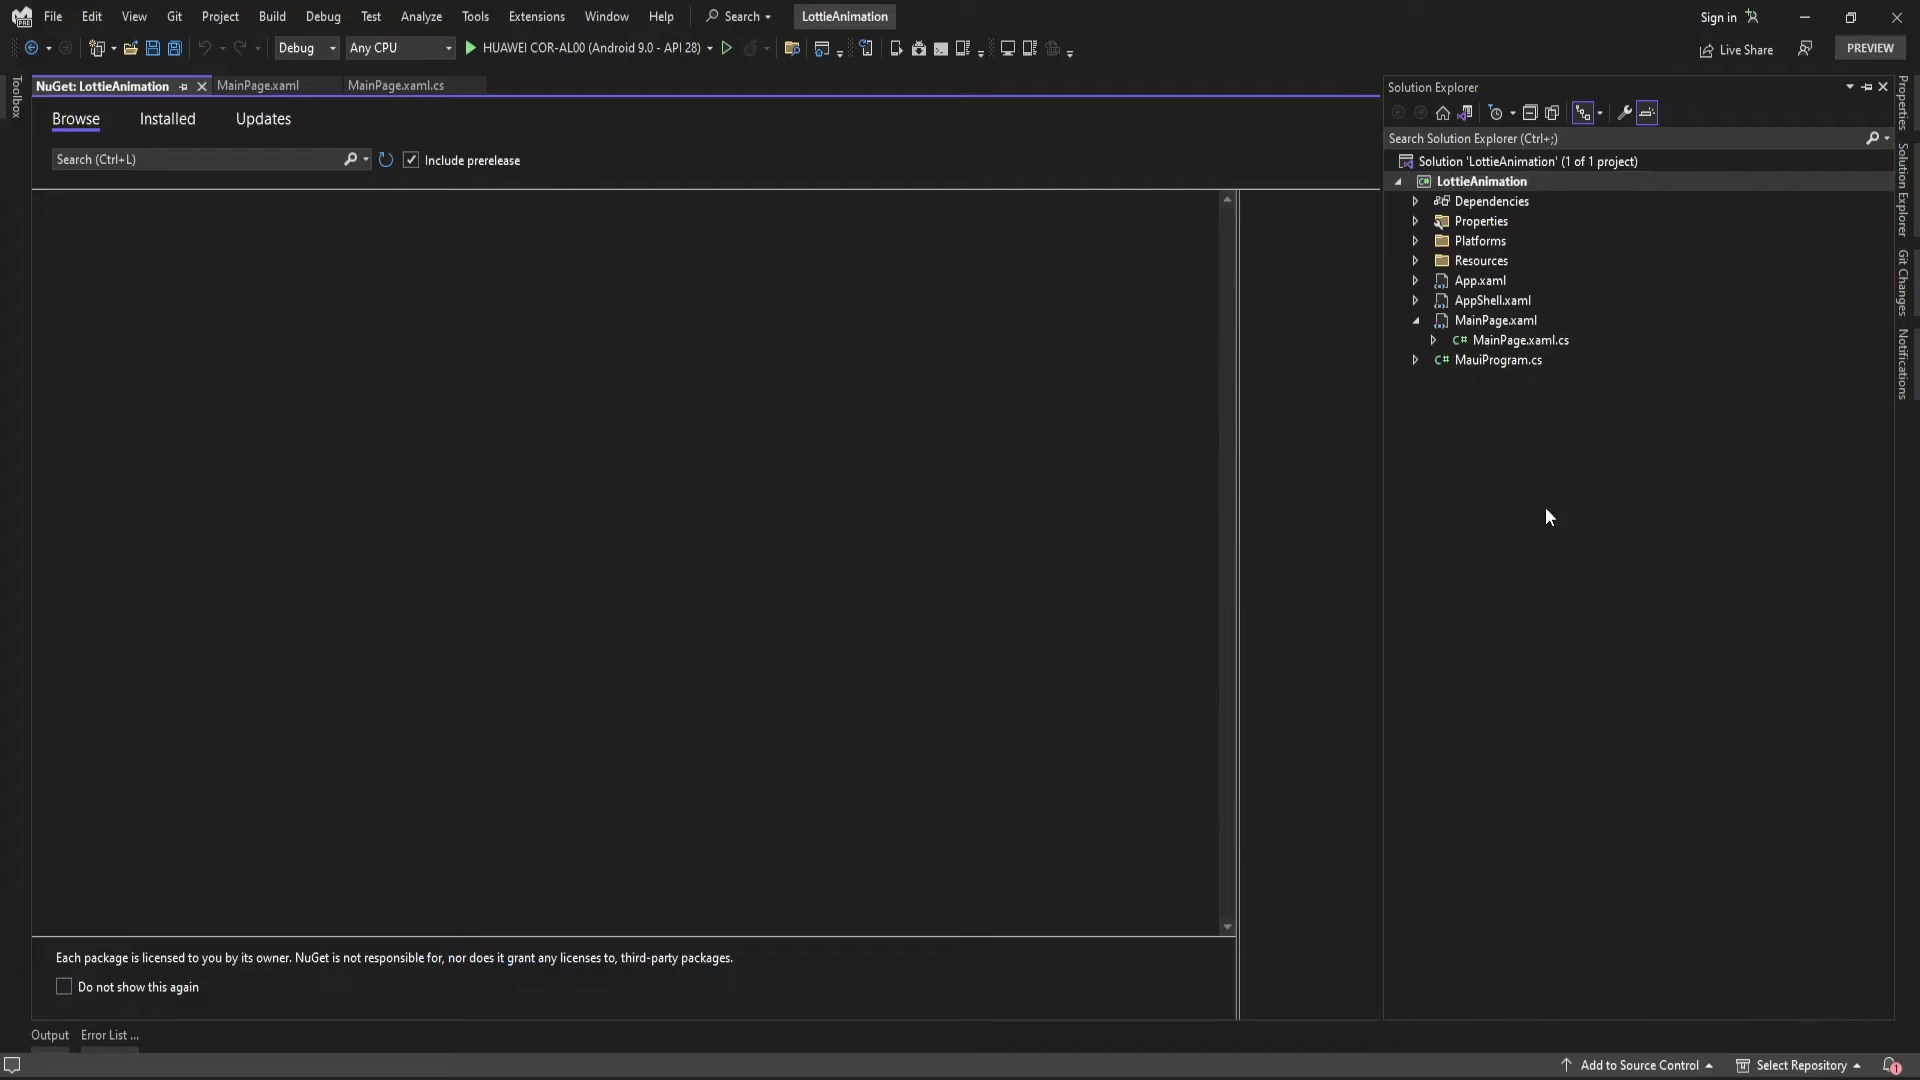 File Edit View Git Project Build Debug Test Analyze Tools Extensions Window Help Search LottieAnimation Sign in
Debug Any CPU HUAWEI COR-AL00 (Android 9.0 - API 28) Live Share PREVIEW
Toolbox
NuGet: LottieAnimation MainPage.xaml MainPage.xaml.cs
Browse Installed Updates
Search (Ctrl+L) Include prerelease
Each package is licensed to you by its owner. NuGet is not responsible for, nor does it grant any licenses to, third-party packages.
Do not show this again
Solution Explorer
Search Solution Explorer (Ctrl+;)
Solution 'LottieAnimation' (1 of 1 project)
C# LottieAnimation
Dependencies
Properties
Platforms
Resources
App.xaml
AppShell.xaml
MainPage.xaml
C# MainPage.xaml.cs
C# MauiProgram.cs
Properties
Solution Explorer
Git Changes
Notifications
Output Error List ...
Add to Source Control Select Repository 1